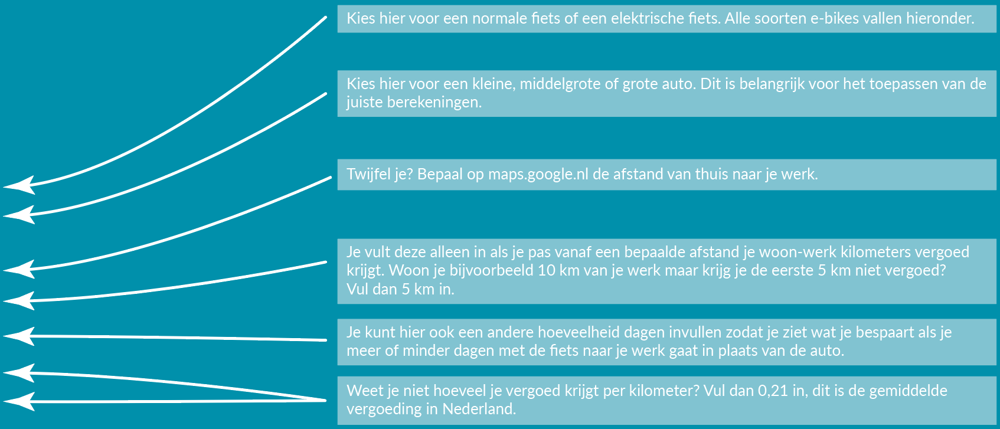 Kies hier voor een normale fiets of een elektrische fiets. Alle soorten e-bikes vallen hieronder.
Kies hier voor een kleine, middelgrote of grote auto. Dit is belangrijk voor het toepassen van de
juiste berekeningen.
Twijfel je? Bepaal op maps.google.nl de afstand van thuis naar je werk.
Je vult deze alleen in als je pas vanaf een bepaalde afstand je woon-werk kilometers vergoed
krijgt. Woon je bijvoorbeeld 10 km van je werk maar krijg je de eerste 5 km niet vergoed?
Vul dan 5 km in.
Je kunt hier ook een andere hoeveelheid dagen invullen zodat je ziet wat je bespaart als je
meer of minder dagen met de fiets naar je werk gaat in plaats van de auto.
Weet je niet hoeveel je vergoed krijgt per kilometer? Vul dan 0,21 in, dit is de gemiddelde
vergoeding in Nederland.